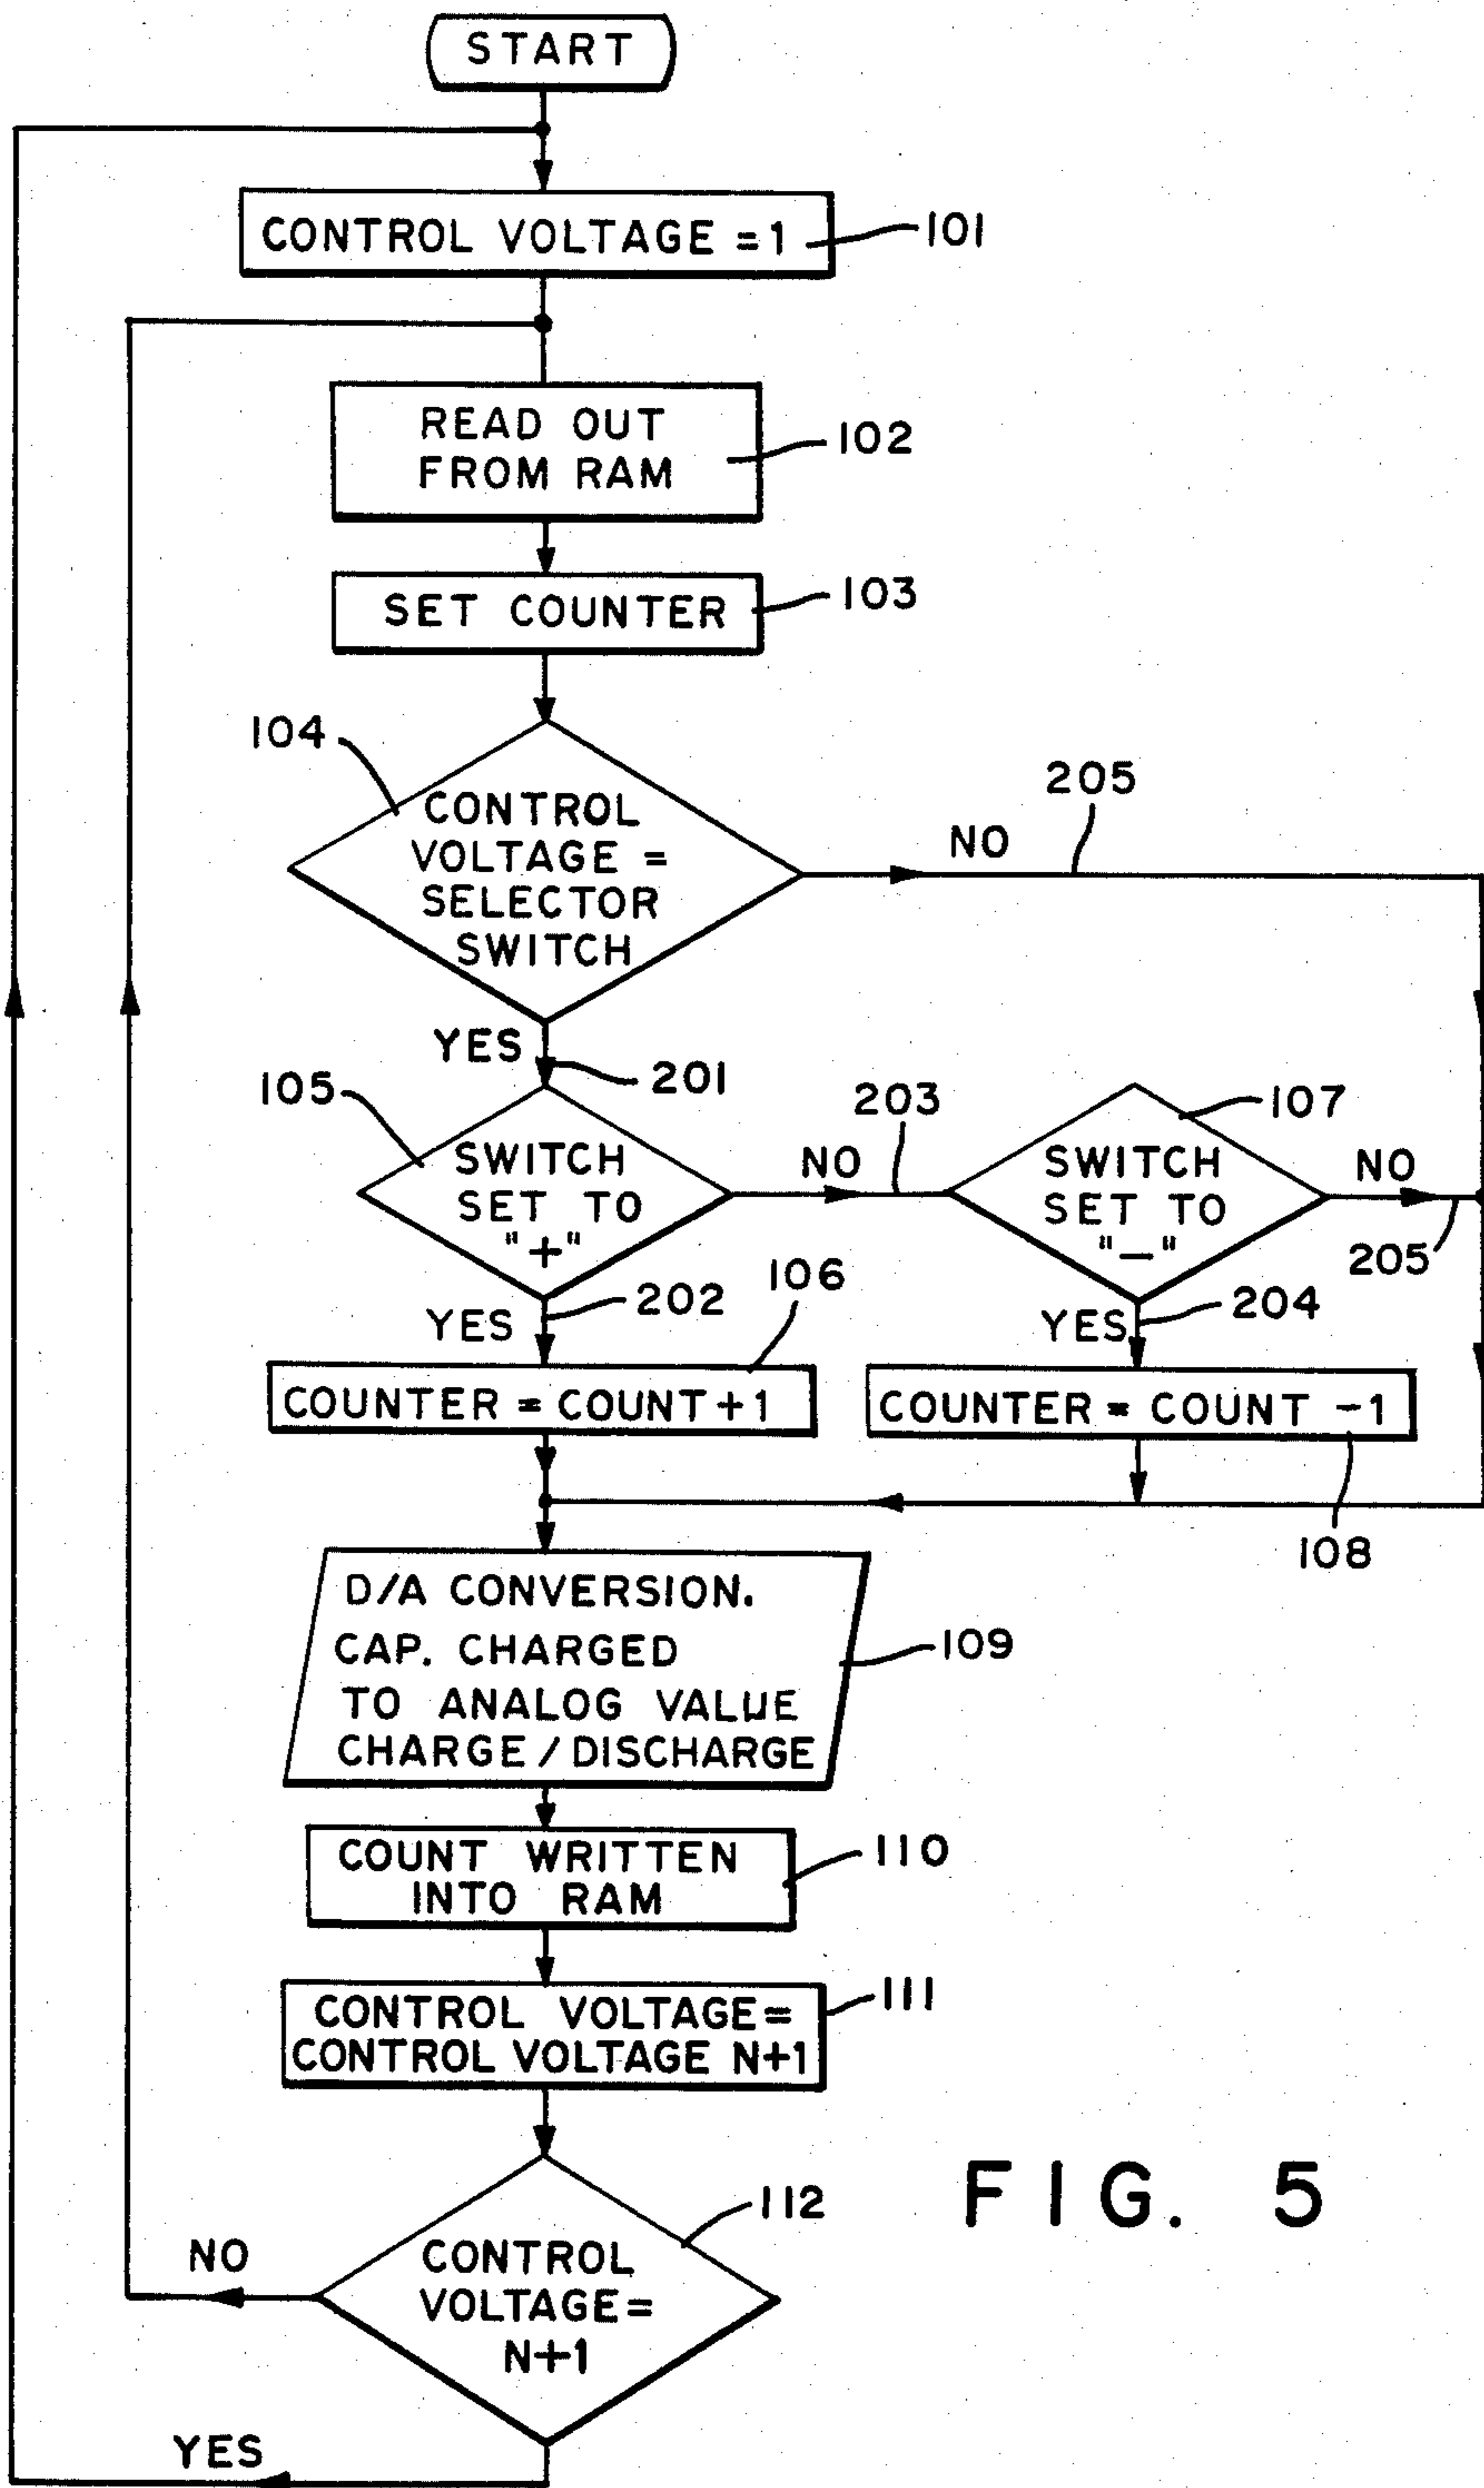 START
CONTROL VOLTAGE = 1
101
READ OUT
FROM RAM
102
SET COUNTER
103
104
CONTROL
VOLTAGE =
SELECTOR
SWITCH
NO
205
YES
201
105
SWITCH
SET TO
"+"
NO
203
107
SWITCH
SET TO
"—"
NO
205
YES
202
106
YES
204
COUNTER = COUNT + 1
COUNTER = COUNT -1
108
D/A CONVERSION.
CAP. CHARGED
TO ANALOG VALUE
CHARGE / DISCHARGE
109
COUNT WRITTEN
INTO RAM
110
CONTROL VOLTAGE =
CONTROL VOLTAGE N+1
111
112
CONTROL
VOLTAGE =
N+1
NO
YES
FIG. 5